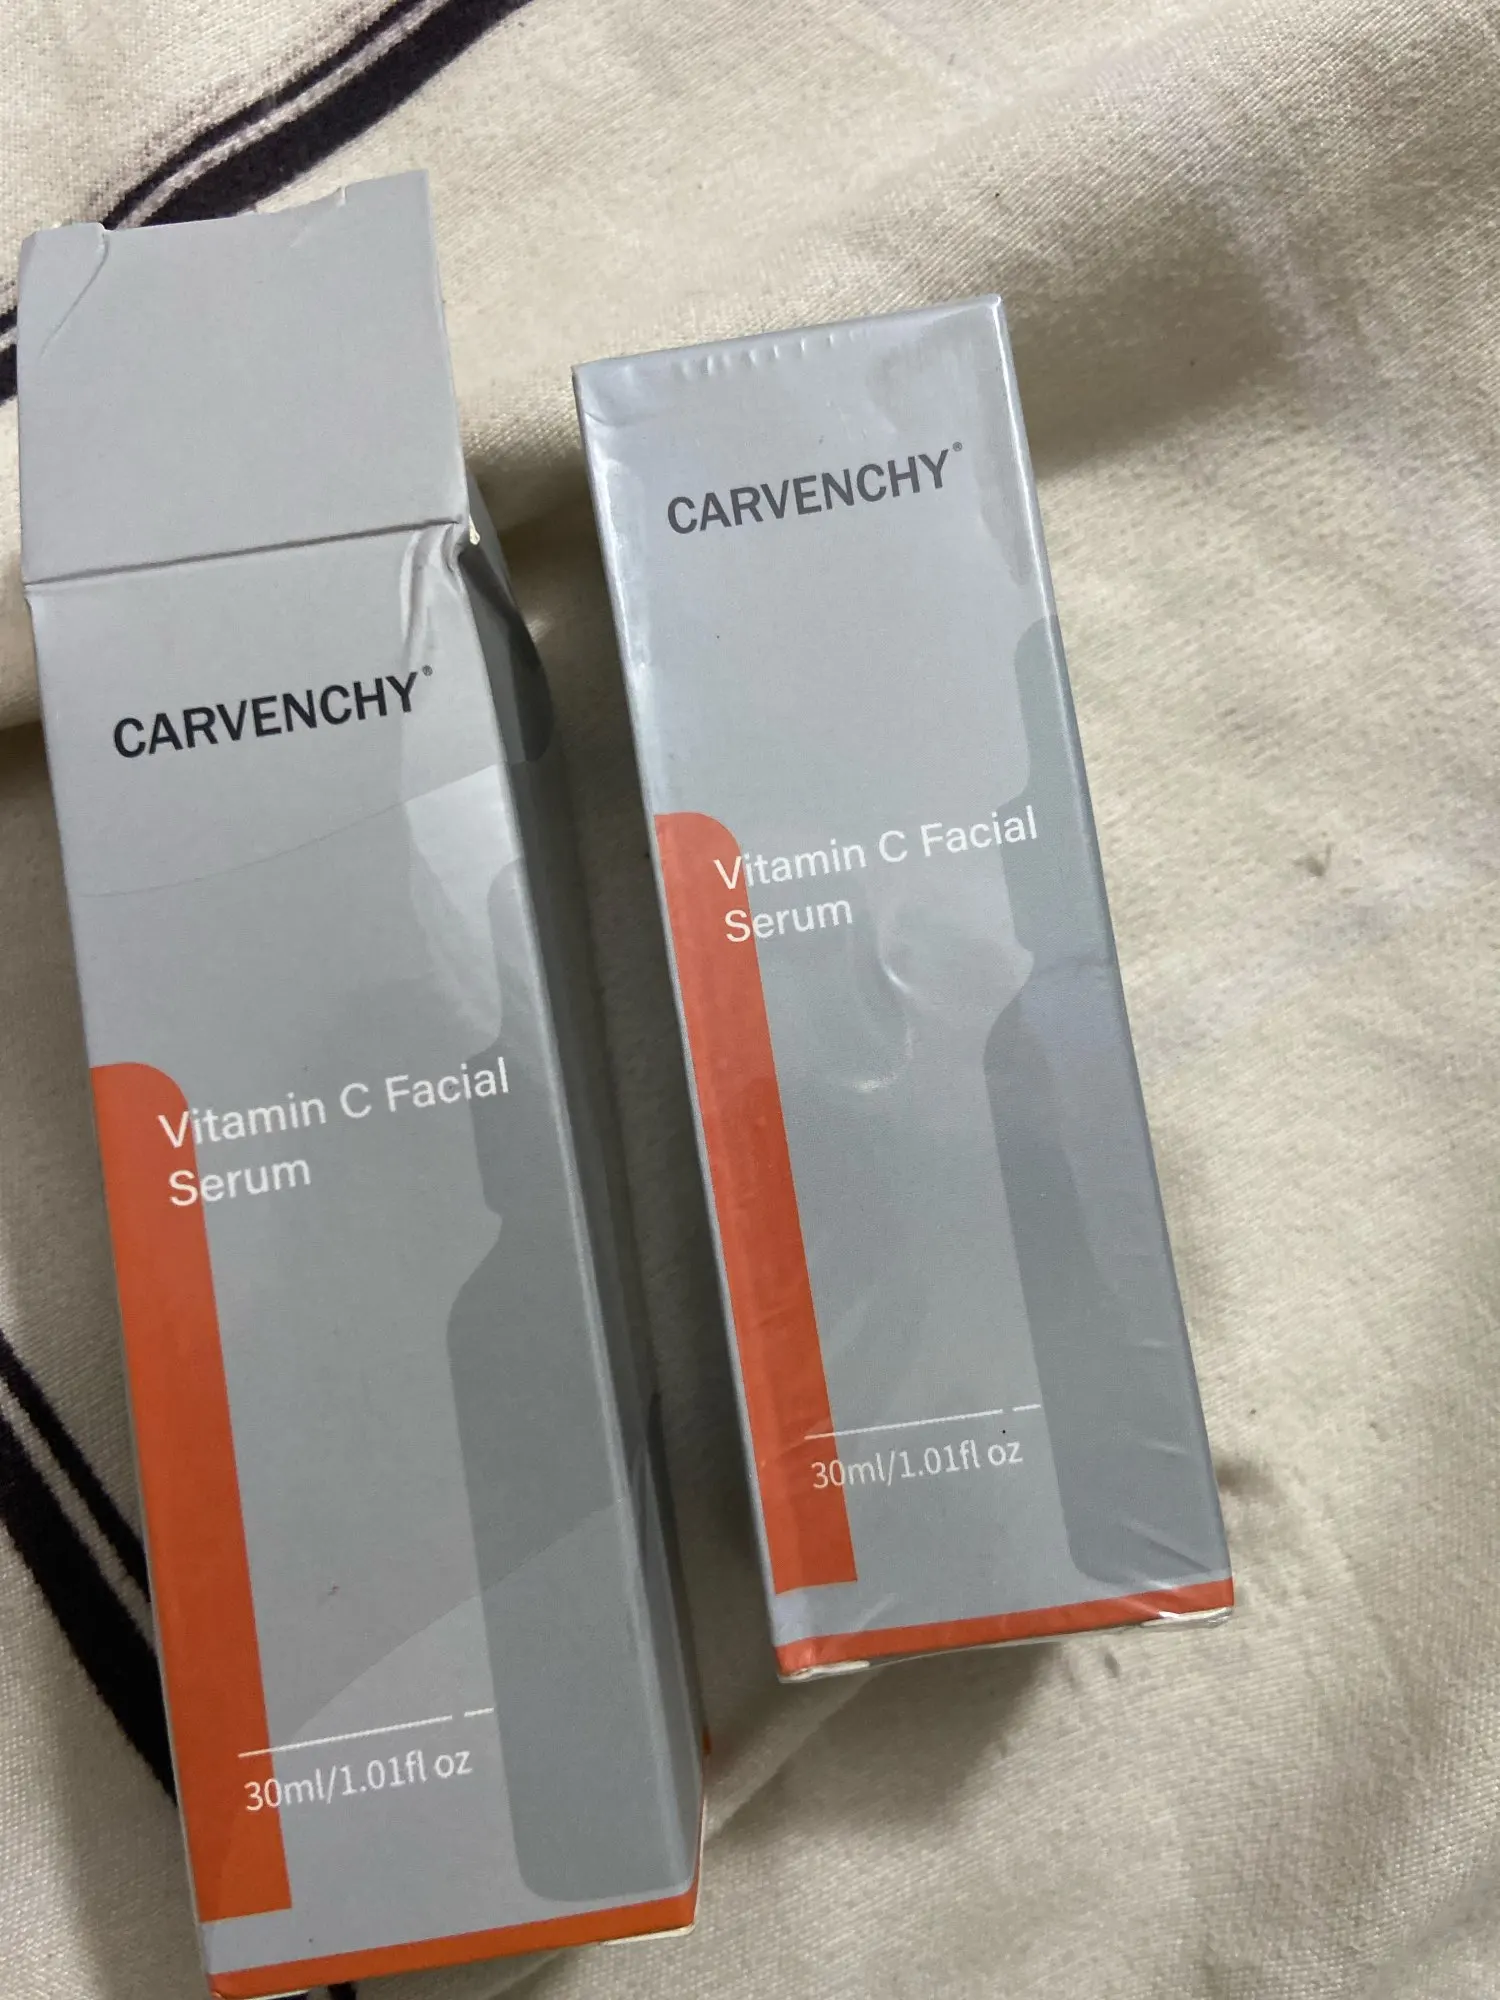 CARVENCHY®
Vitamin C Facial
Serum
30ml/1.01fl oz
CARVENCHY®
Vitamin C Facial
Serum
30ml/1.01fl oz